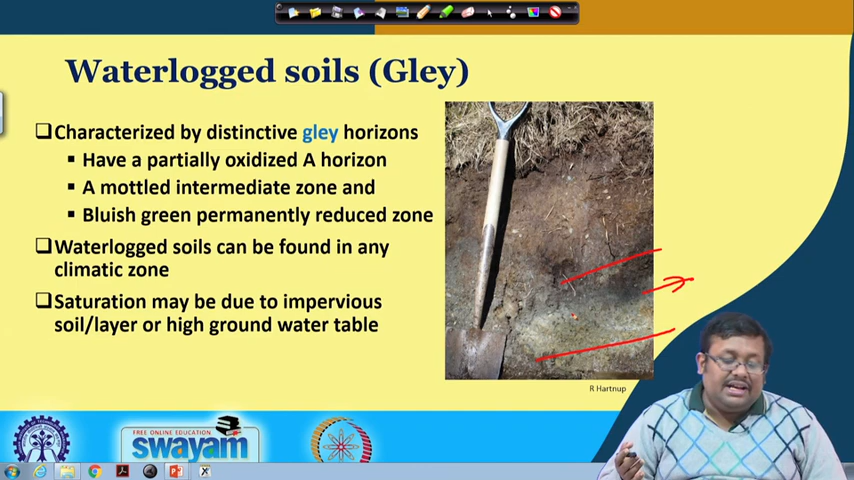 Waterlogged soils (Gley)
❑Characterized by distinctive gley horizons
▪ Have a partially oxidized A horizon
▪ A mottled intermediate zone and
▪ Bluish green permanently reduced zone
❑Waterlogged soils can be found in any
climatic zone
❑Saturation may be due to impervious
soil/layer or high ground water table
R Hartnup
FREE ONLINE EDUCATION
swayam